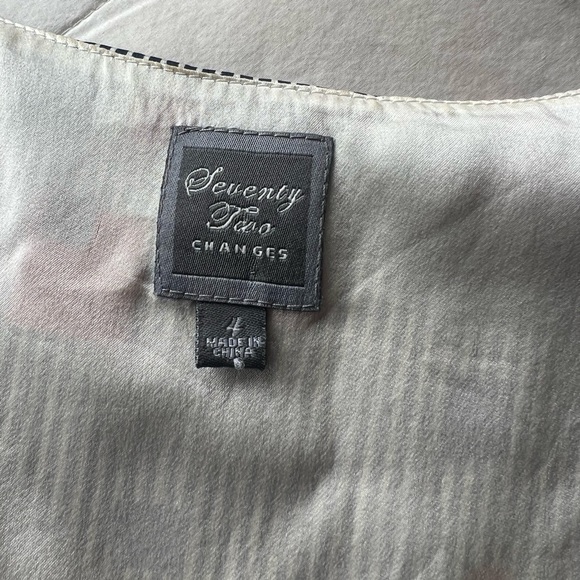 Seventy
Two
CHANGES
4
MADE IN
CHINA